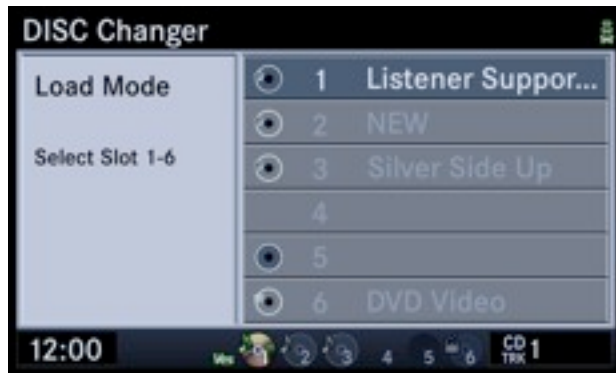 DISC Changer
Load Mode
Select Slot 1-6
1 Listener Suppor...
2 NEW
3 Silver Side Up
4
5
6 DVD Video
12:00
2 3 4 5 6
CD TRK 1